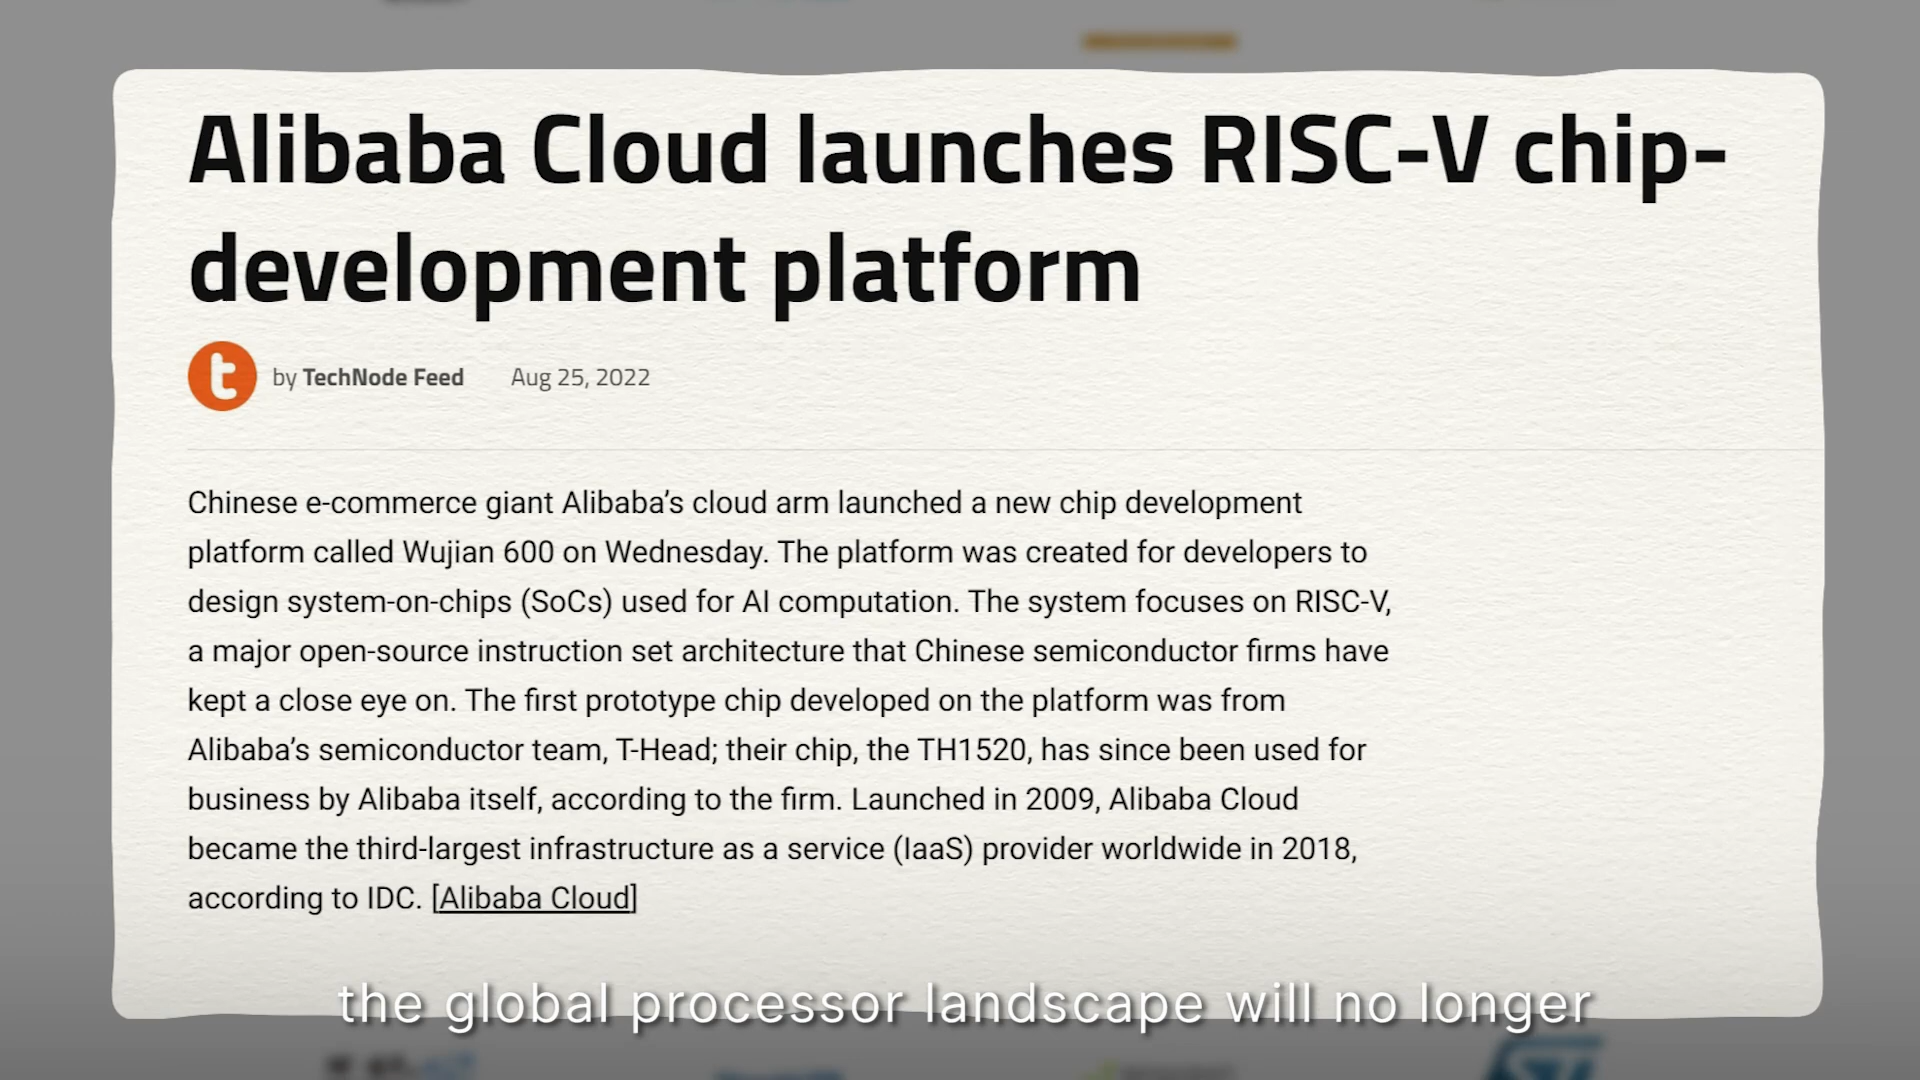 Alibaba Cloud launches RISC-V chip-
development platform
t
by TechNode Feed Aug 25, 2022
Chinese e-commerce giant Alibaba’s cloud arm launched a new chip development
platform called Wujian 600 on Wednesday. The platform was created for developers to
design system-on-chips (SoCs) used for AI computation. The system focuses on RISC-V,
a major open-source instruction set architecture that Chinese semiconductor firms have
kept a close eye on. The first prototype chip developed on the platform was from
Alibaba’s semiconductor team, T-Head; their chip, the TH1520, has since been used for
business by Alibaba itself, according to the firm. Launched in 2009, Alibaba Cloud
became the third-largest infrastructure as a service (IaaS) provider worldwide in 2018,
according to IDC. [Alibaba Cloud]
the global processor landscape will no longer